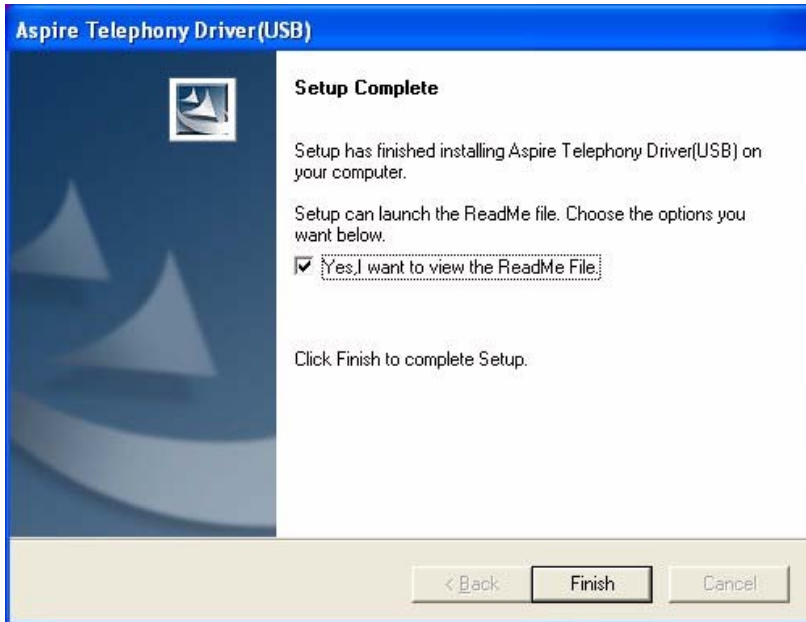 Aspire Telephony Driver(USB)
Setup Complete
Setup has finished installing Aspire Telephony Driver(USB) on
your computer.
Setup can launch the ReadMe file. Choose the options you
want below.
Yes,I want to view the ReadMe File.
Click Finish to complete Setup.
< Back
Finish
Cancel